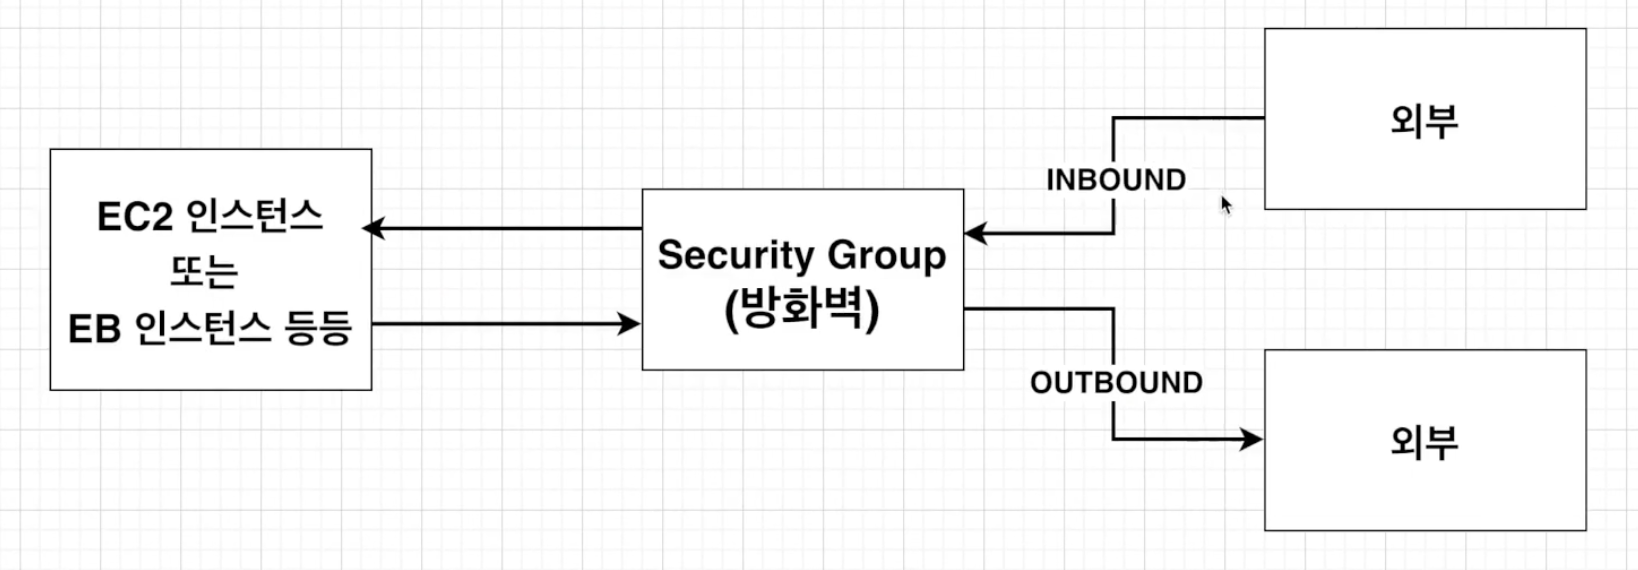 EC2 인스턴스
또는
EB 인스턴스 등등
Security Group
(방화벽)
INBOUND
OUTBOUND
외부
외부